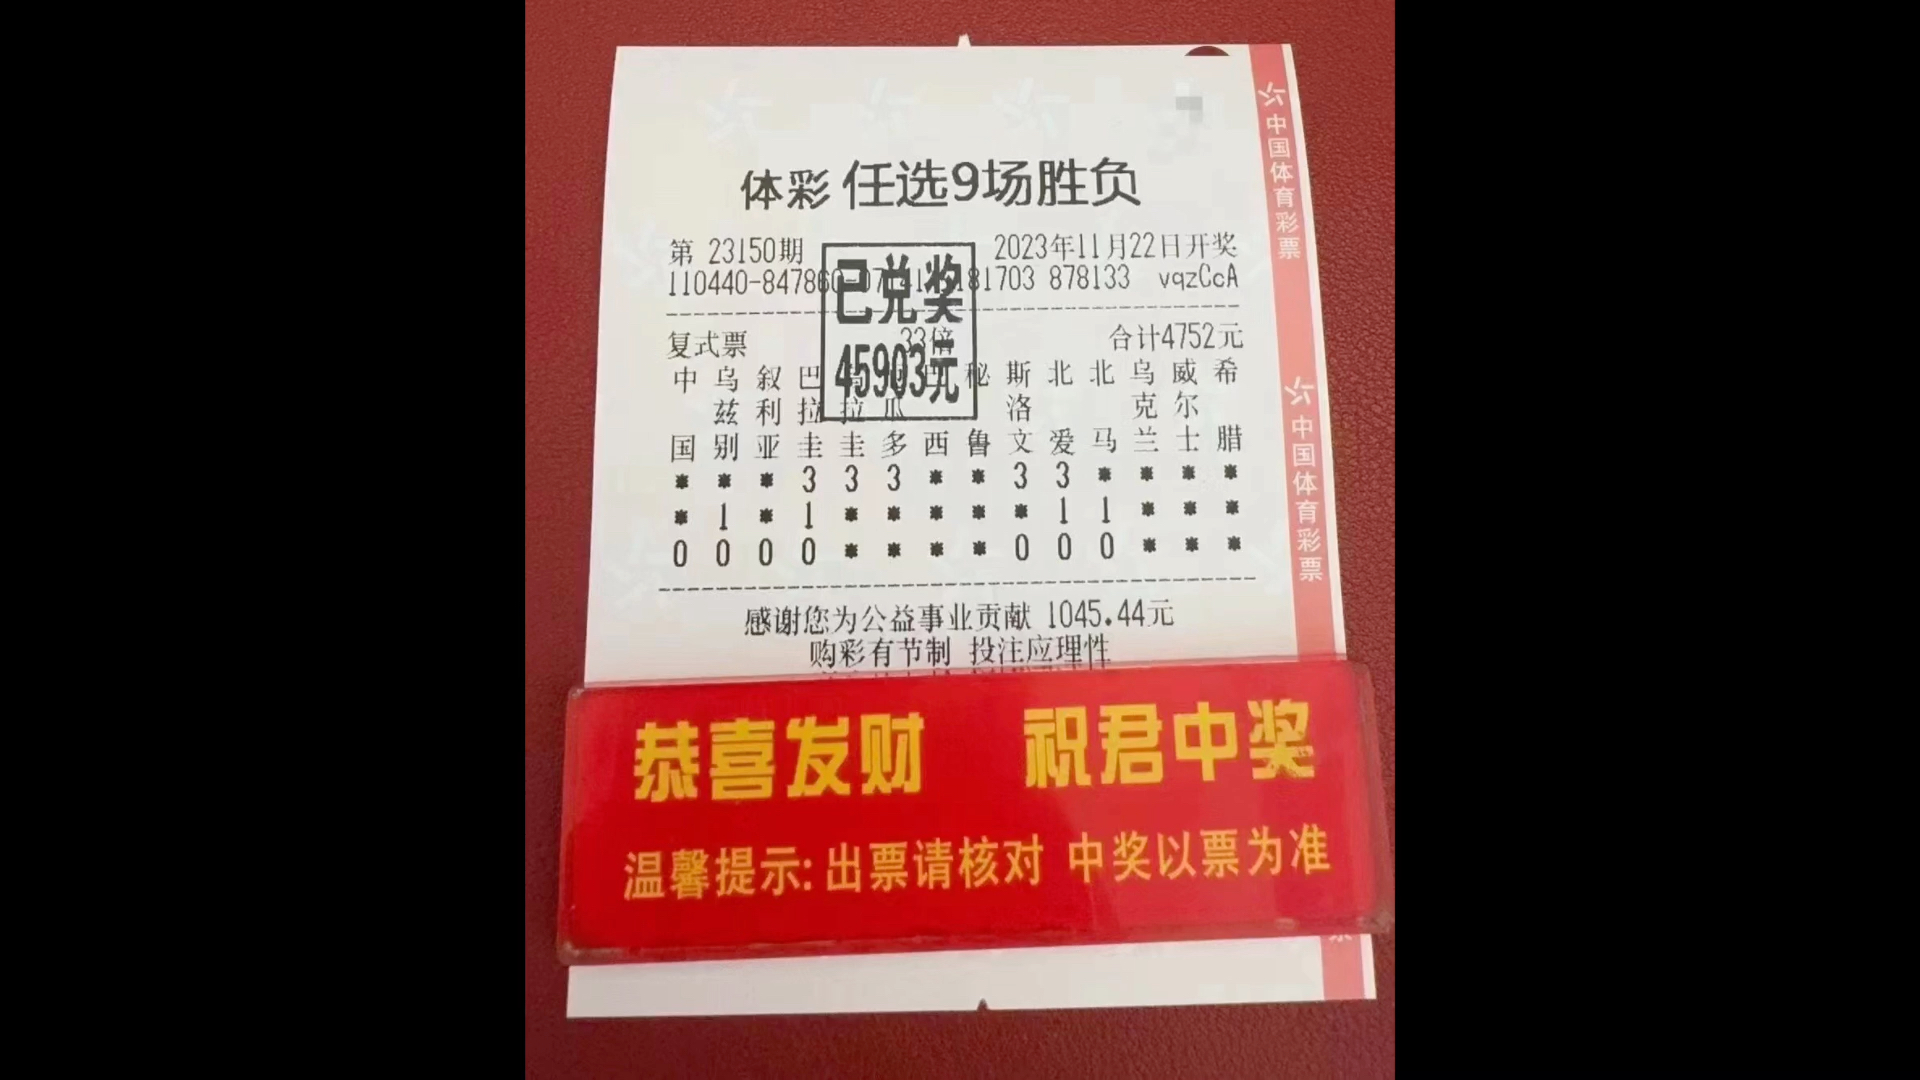 体彩 任选9场胜负
第 23150期 2023年11月22日开奖
110440-847860-07 181703 878133 vqzCcA
已兑奖
45903元
复式票 33倍 合计4752元
中 乌 叙 巴 秘 斯 北 北 乌 威 希
兹 利 拉 拉 瓜 洛 克 尔
国 别 亚 圭 圭 多 西 鲁 文 爱 马 兰 士 腊
* * * 3 3 3 * * 3 3 * * * *
* 1 * 1 * * * * * 1 1 * * *
0 0 0 0 * * * * 0 0 0 * * *
感谢您为公益事业贡献 1045.44元
购彩有节制 投注应理性
恭喜发财 祝君中奖
温馨提示:出票请核对 中奖以票为准
中国体育彩票
中国体育彩票